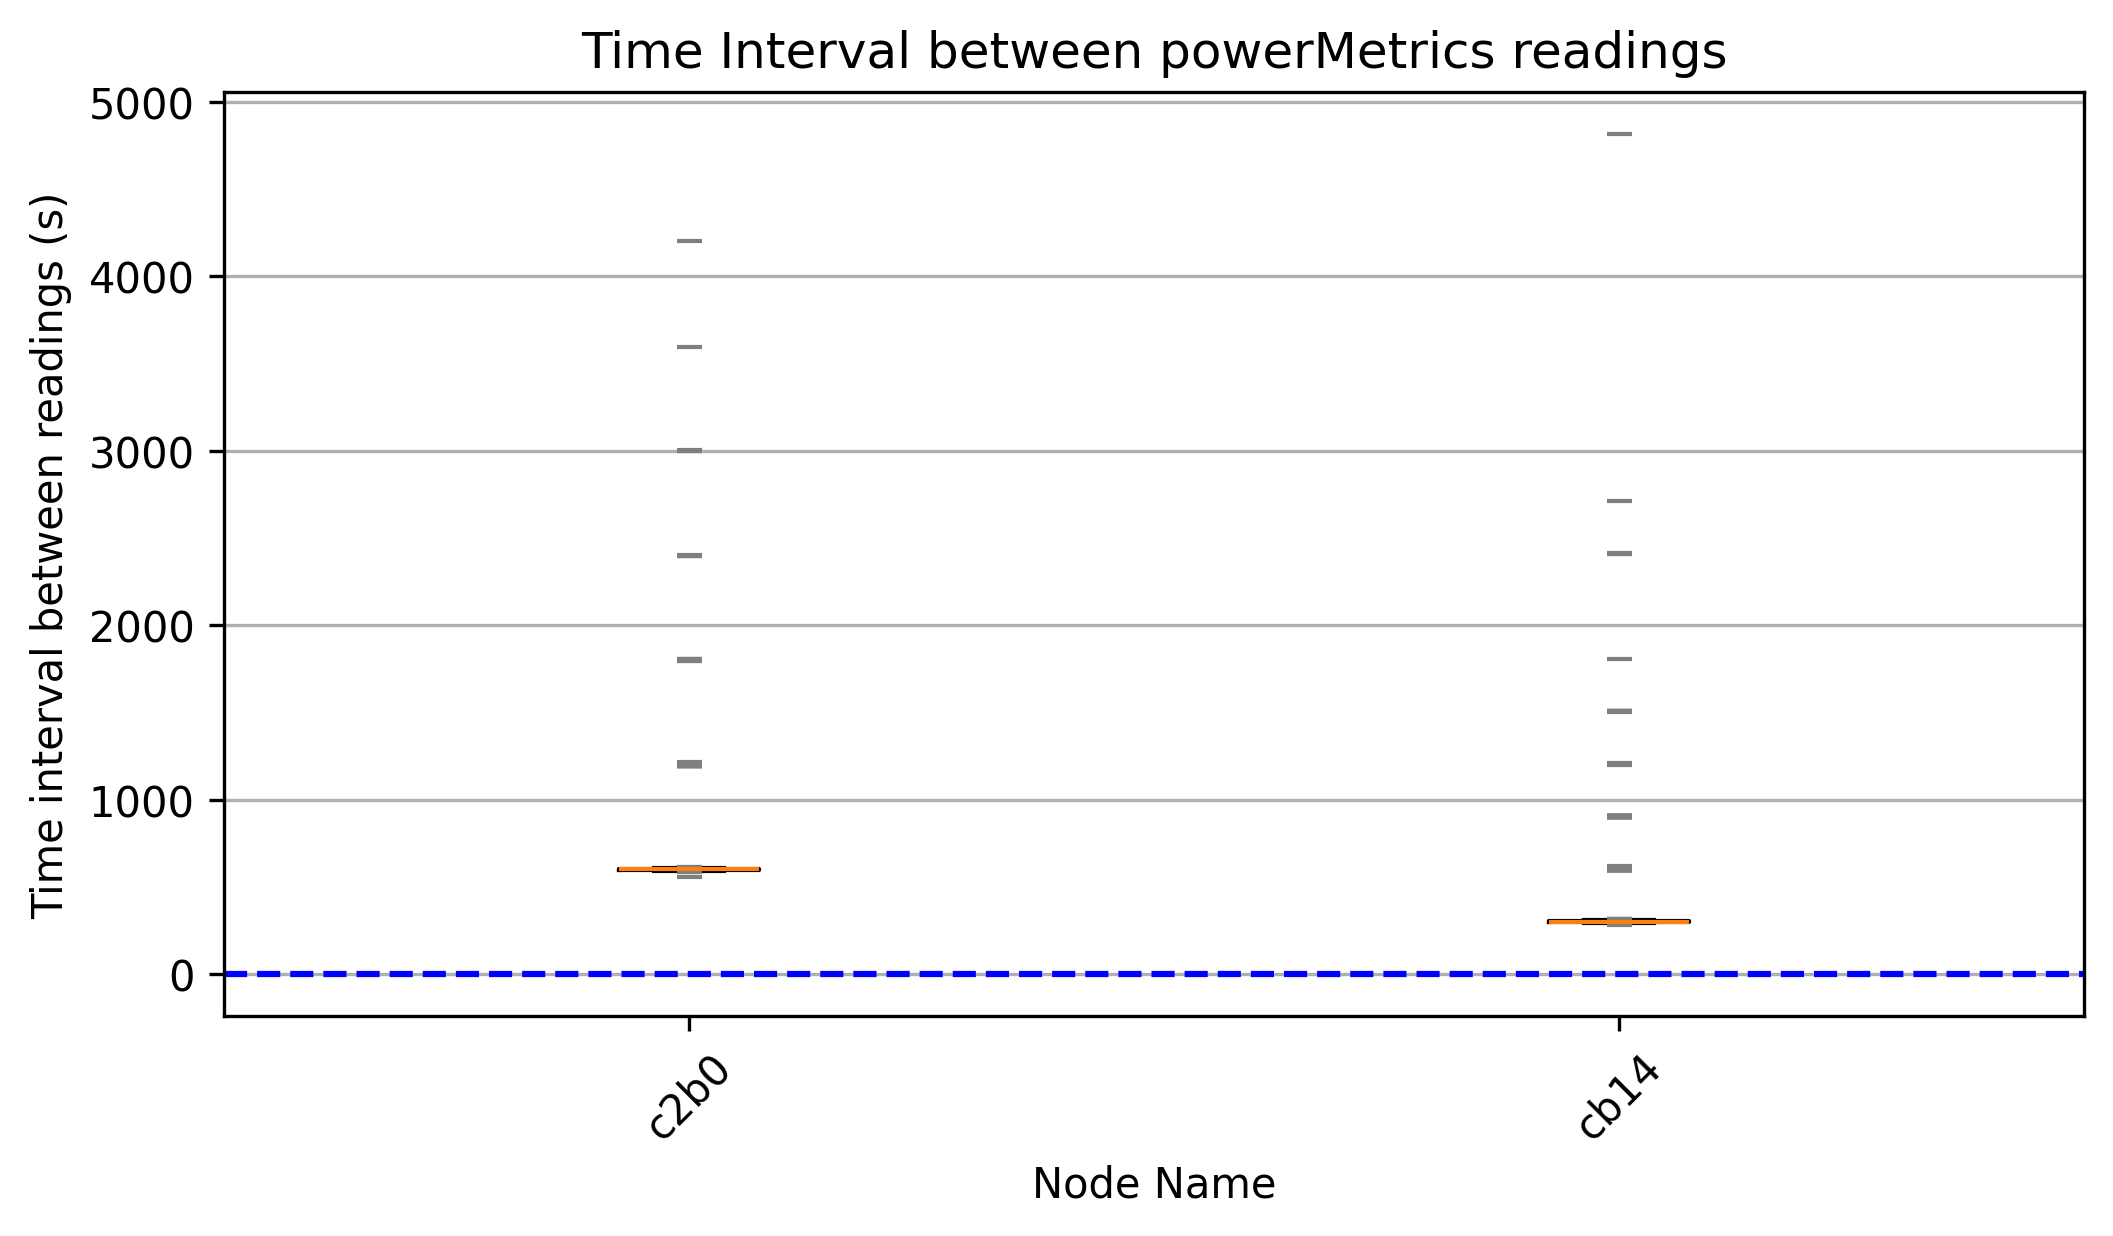 Time Interval between powerMetrics readings
Time interval between readings (s)
5000
4000
3000
2000
1000
0
c2b0
cb14
Node Name